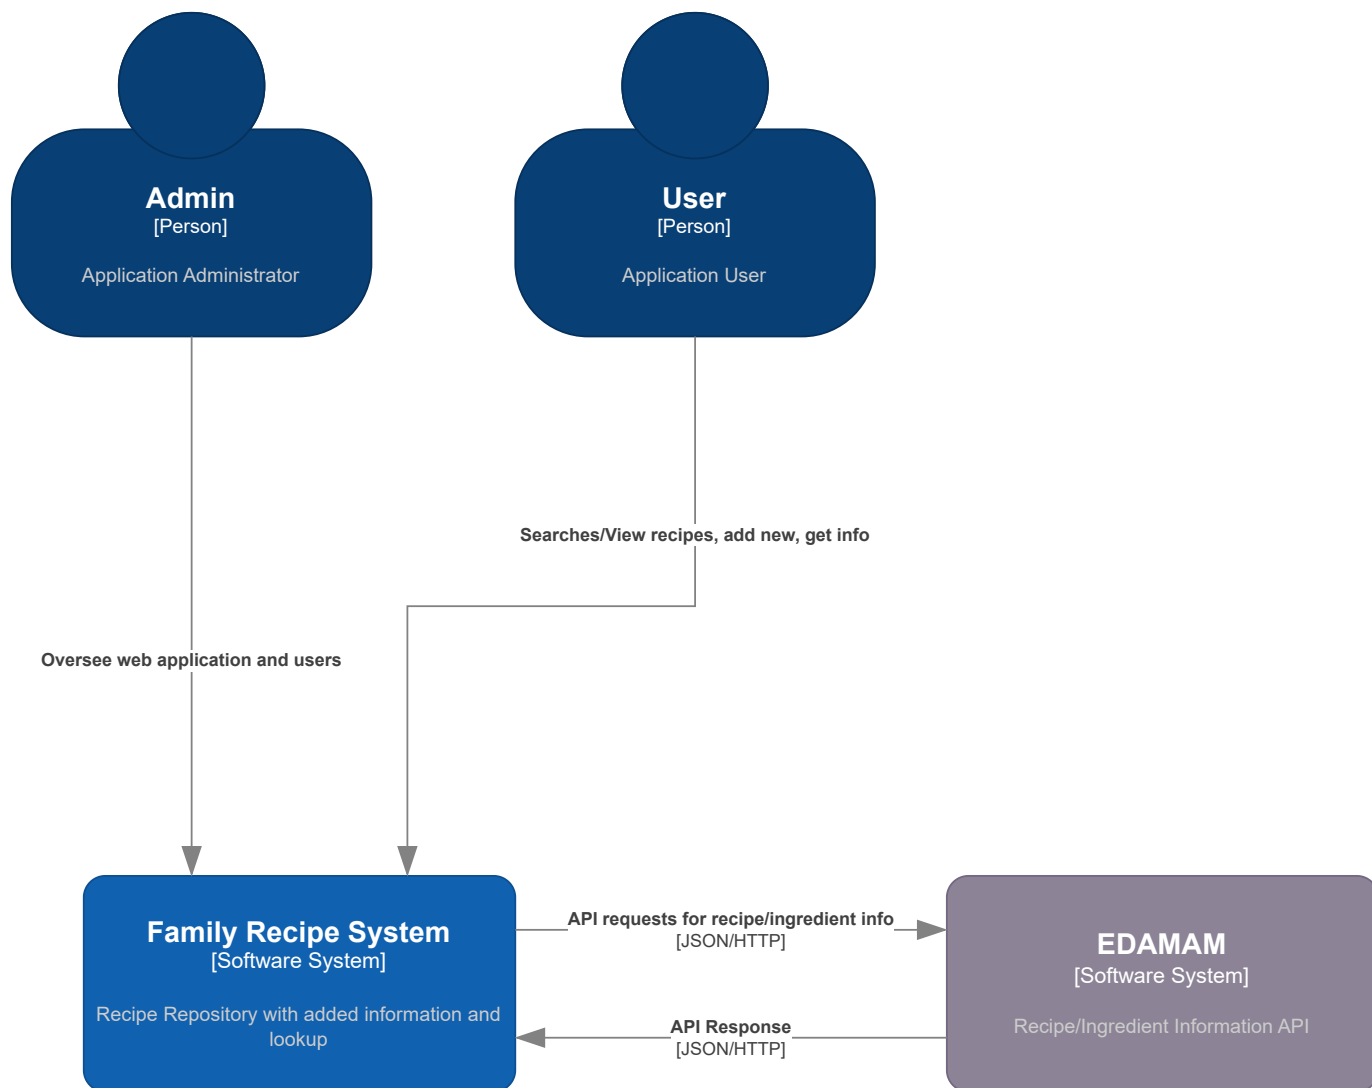 Admin
[Person]
Application Administrator
User
[Person]
Application User
Searches/View recipes, add new, get info
Oversee web application and users
Family Recipe System
[Software System]
Recipe Repository with added information and
lookup
API requests for recipe/ingredient info
[JSON/HTTP]
API Response
[JSON/HTTP]
EDAMAM
[Software System]
Recipe/Ingredient Information API